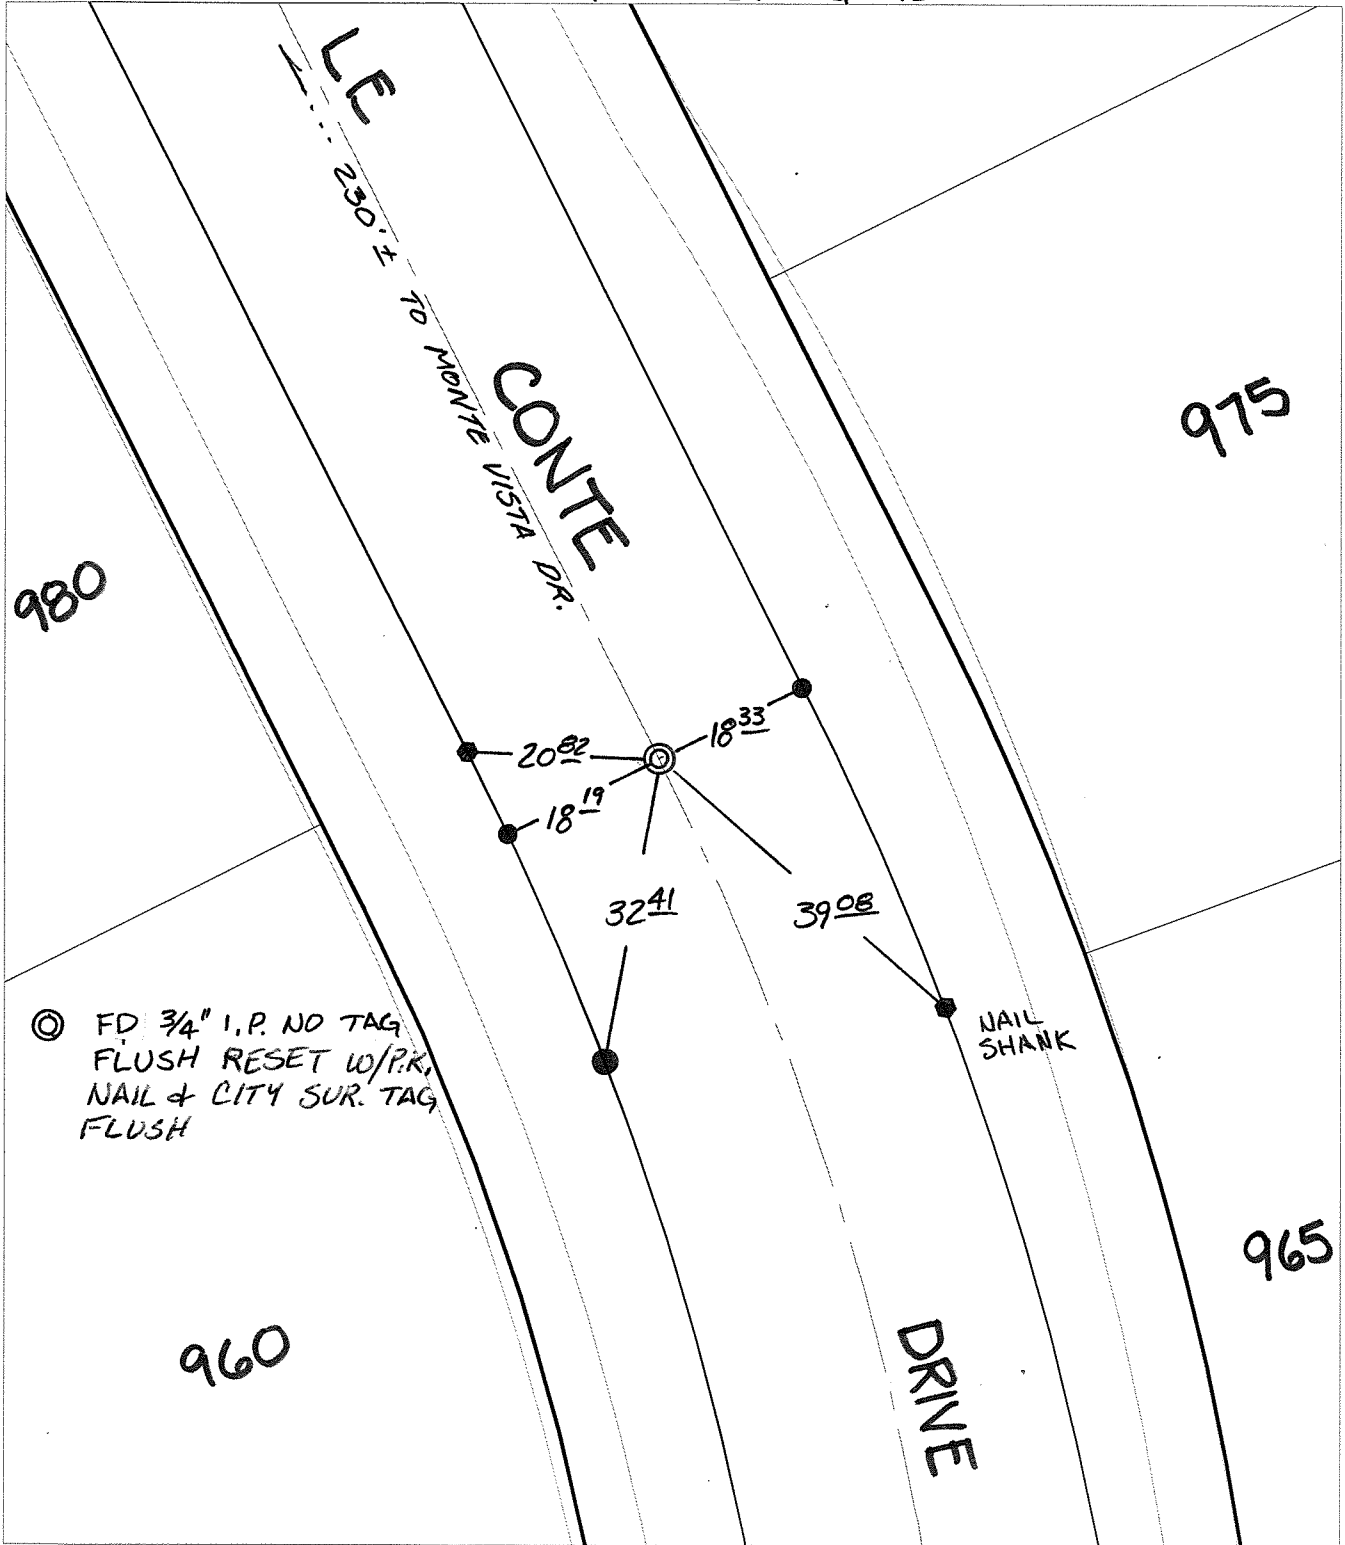 LE
230'± TO MONTE VISTA DR.
CONTE
975
980
18 33
20 82
18 19
32 41
39 08
NAIL
SHANK
FD 3/4" I.P. NO TAG
FLUSH RESET W/P.K.
NAIL & CITY SUR. TAG
FLUSH
965
960
DRIVE